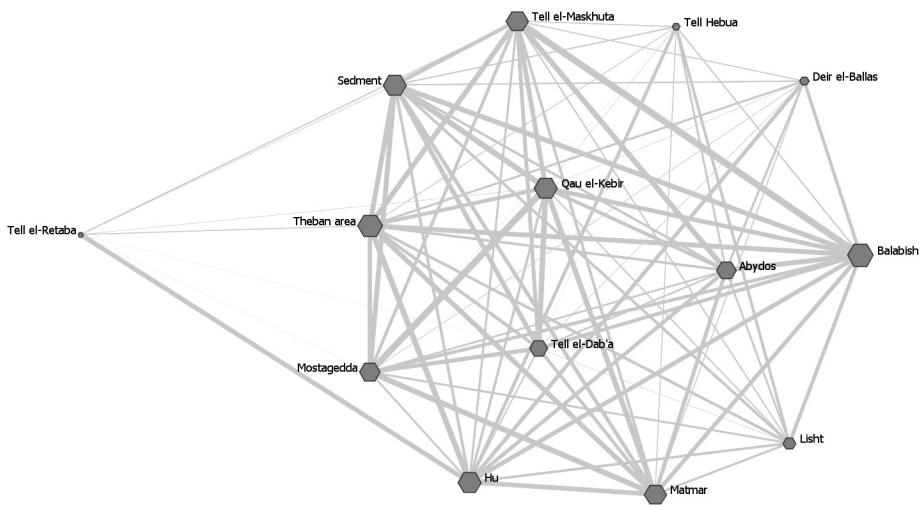 Tell el-Maskhuta
Tell Hebua
Sedment
Deir el-Ballas
Qau el-Kebir
Theban area
Tell el-Retaba
Balabish
Abydos
Tell el-Dab'a
Mostagedda
Lisht
Hu
Matmar